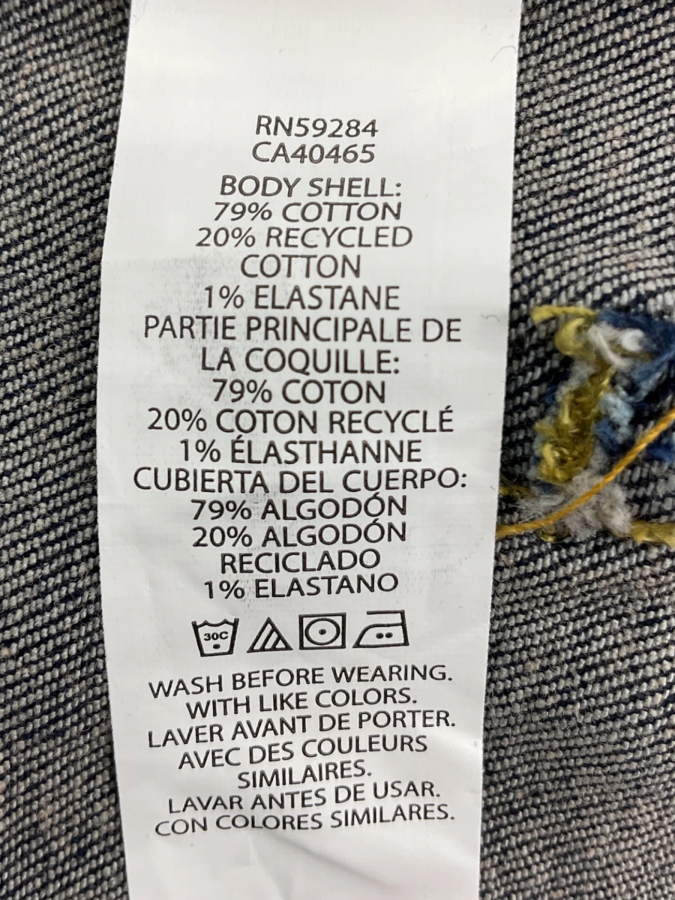 RN59284
CA40465
BODY SHELL:
79% COTTON
20% RECYCLED
COTTON
1% ELASTANE
PARTIE PRINCIPALE DE
LA COQUILLE:
79% COTON
20% COTON RECYCLÉ
1% ÉLASTHANNE
CUBIERTA DEL CUERPO:
79% ALGODÓN
20% ALGODÓN
RECICLADO
1% ELASTANO
30C
WASH BEFORE WEARING.
WITH LIKE COLORS.
LAVER AVANT DE PORTER.
AVEC DES COULEURS
SIMILAIRES.
LAVAR ANTES DE USAR.
CON COLORES SIMILARES.